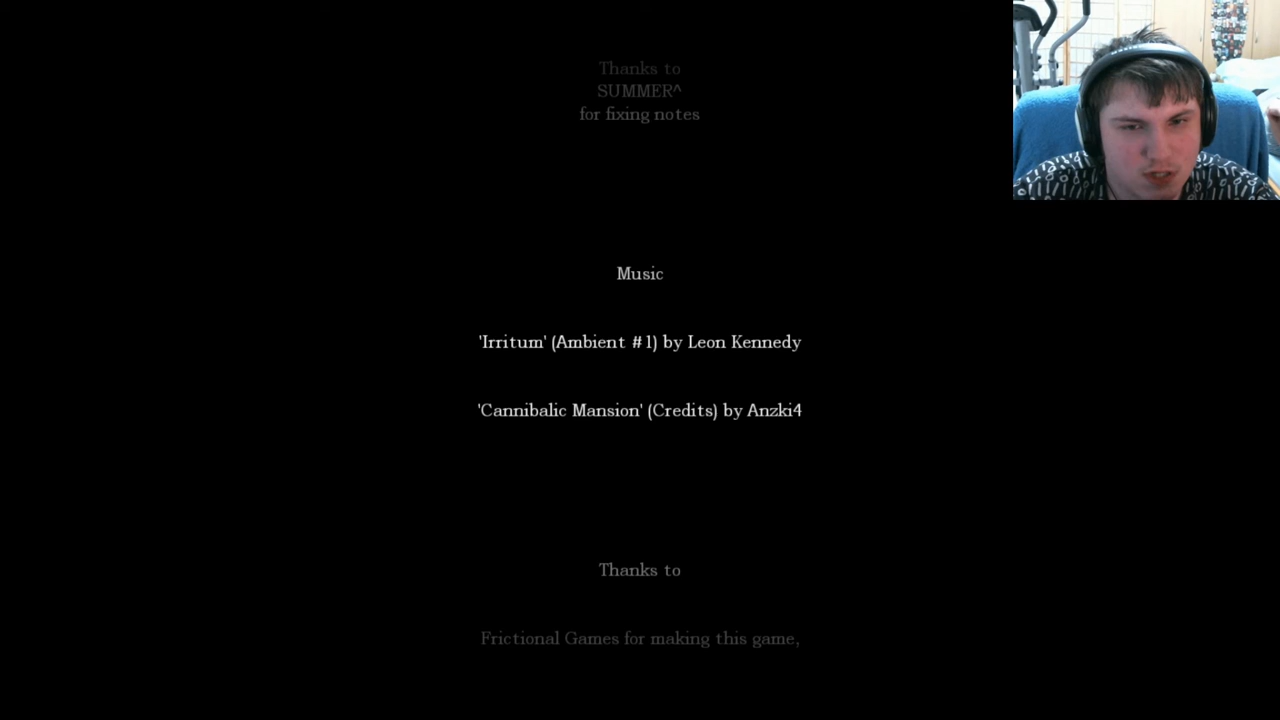 Thanks to
SUMMER^
for fixing notes
Music
'Irritum' (Ambient #1) by Leon Kennedy
'Cannibalic Mansion' (Credits) by Anzki4
Thanks to
Frictional Games for making this game,